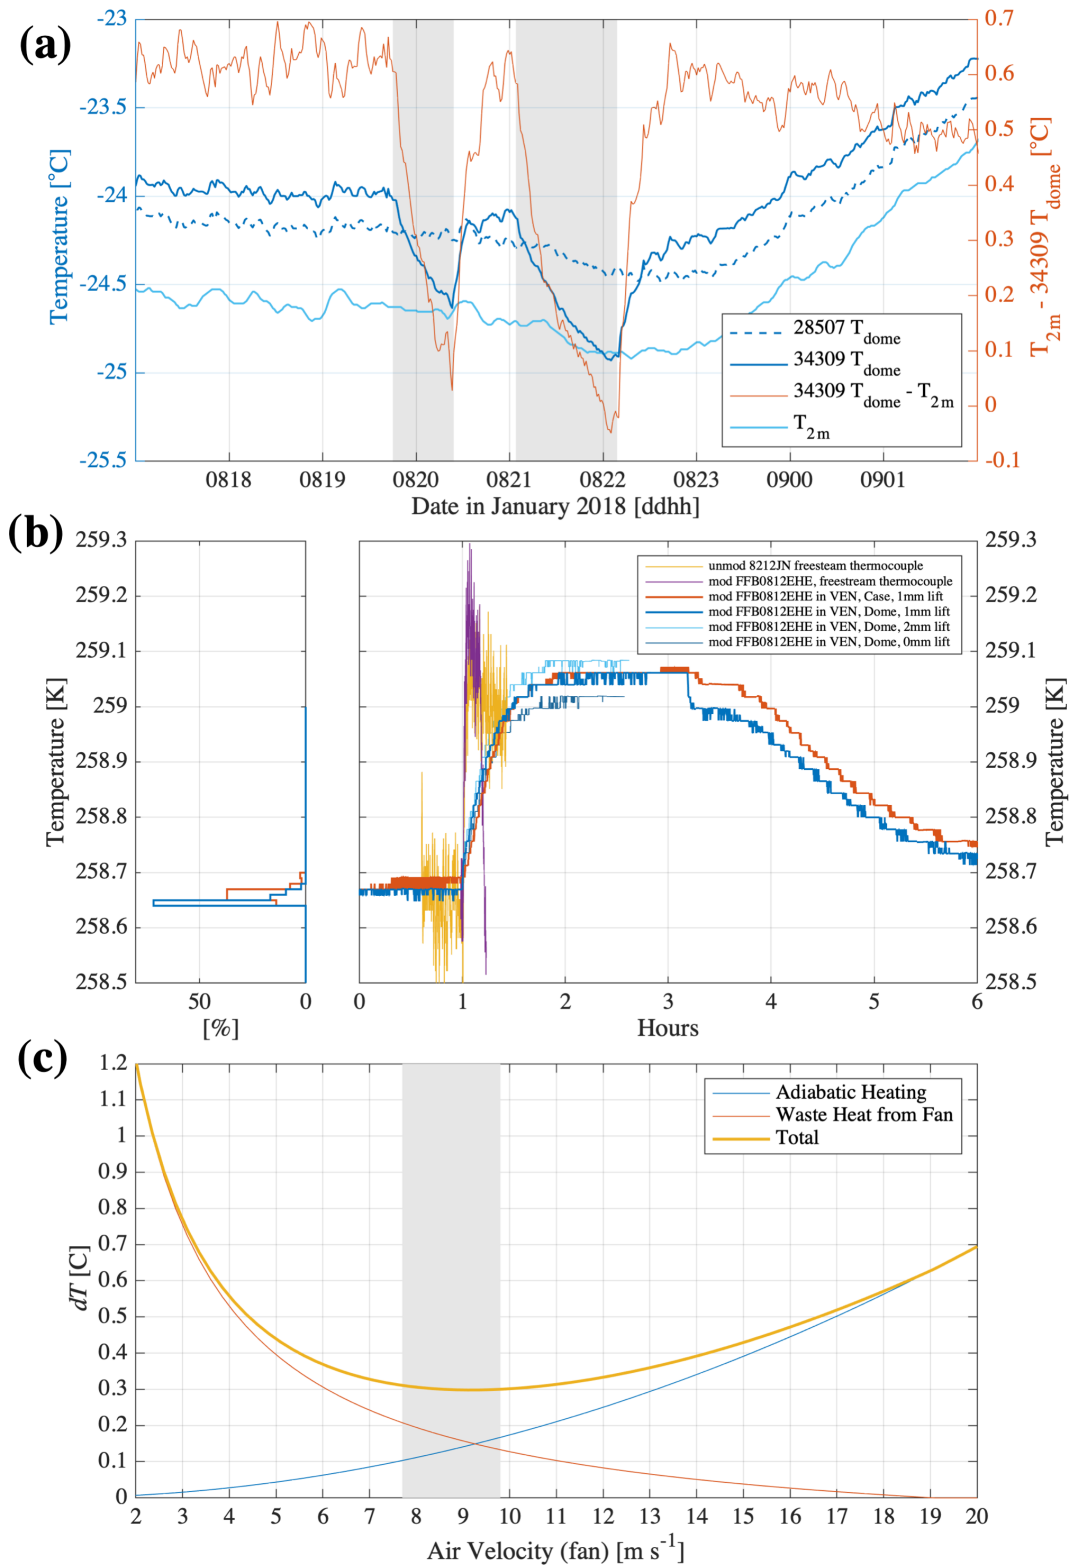 (a)
-23
-23.5
-24
-24.5
-25
-25.5
Temperature [°C]
0.7
0.6
0.5
0.4
0.3
0.2
0.1
0
-0.1
T2m - 34309 Tdome [°C]
28507 Tdome
34309 Tdome
34309 Tdome - T2m
T2m
0818 0819 0820 0821 0822 0823 0900 0901
Date in January 2018 [ddhh]
(b)
259.3
259.2
259.1
259
258.9
258.8
258.7
258.6
258.5
Temperature [K]
50 0
[%]
unmod 8212JN freesteam thermocouple
mod FFB0812EHE, freestream thermocouple
mod FFB0812EHE in VEN, Case, 1mm lift
mod FFB0812EHE in VEN, Dome, 1mm lift
mod FFB0812EHE in VEN, Dome, 2mm lift
mod FFB0812EHE in VEN, Dome, 0mm lift
259.3
259.2
259.1
259
258.9
258.8
258.7
258.6
258.5
Temperature [K]
0 1 2 3 4 5 6
Hours
(c)
1.2
1.1
1
0.9
0.8
0.7
0.6
0.5
0.4
0.3
0.2
0.1
0
dT [C]
Adiabatic Heating
Waste Heat from Fan
Total
2 3 4 5 6 7 8 9 10 11 12 13 14 15 16 17 18 19 20
Air Velocity (fan) [m s-1]